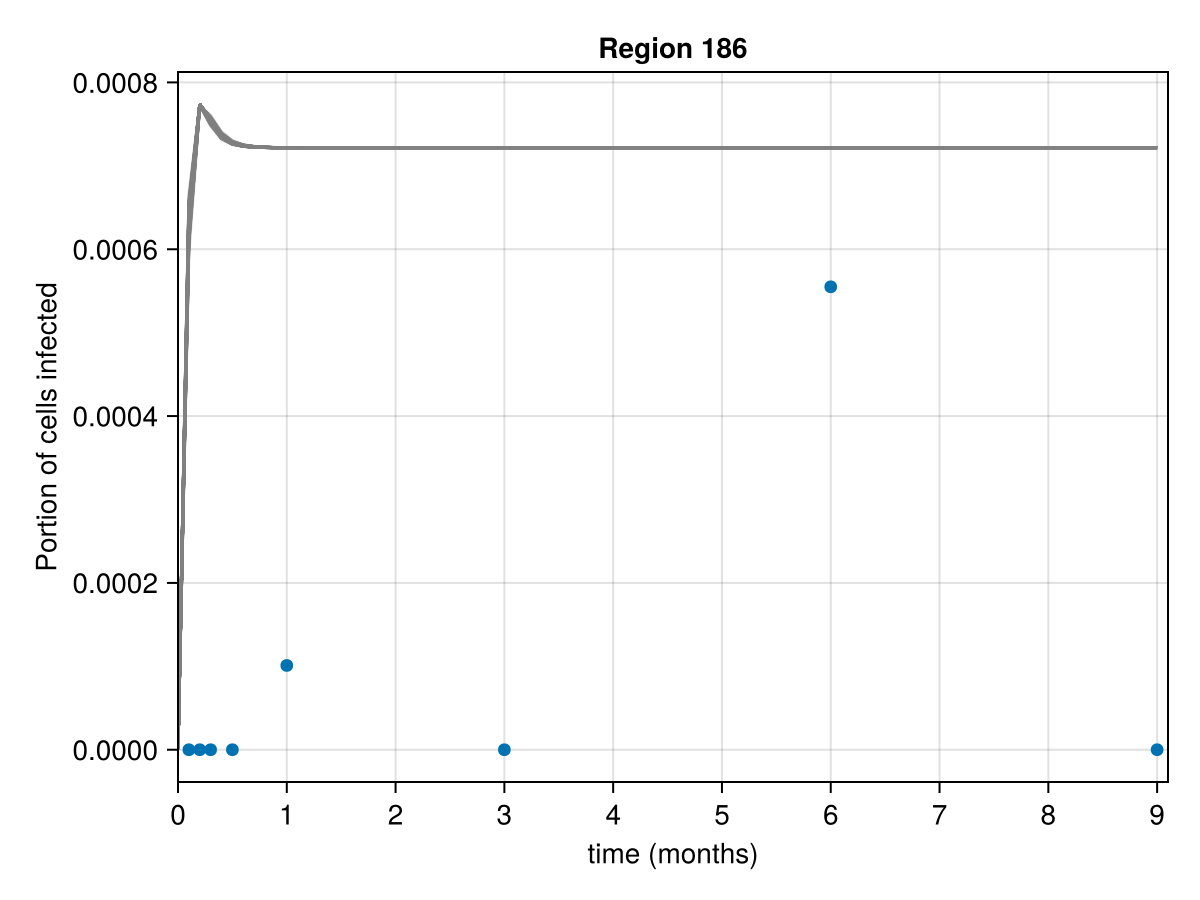 Region 186
Portion of cells infected
0.0008
0.0006
0.0004
0.0002
0.0000
0 1 2 3 4 5 6 7 8 9
time (months)